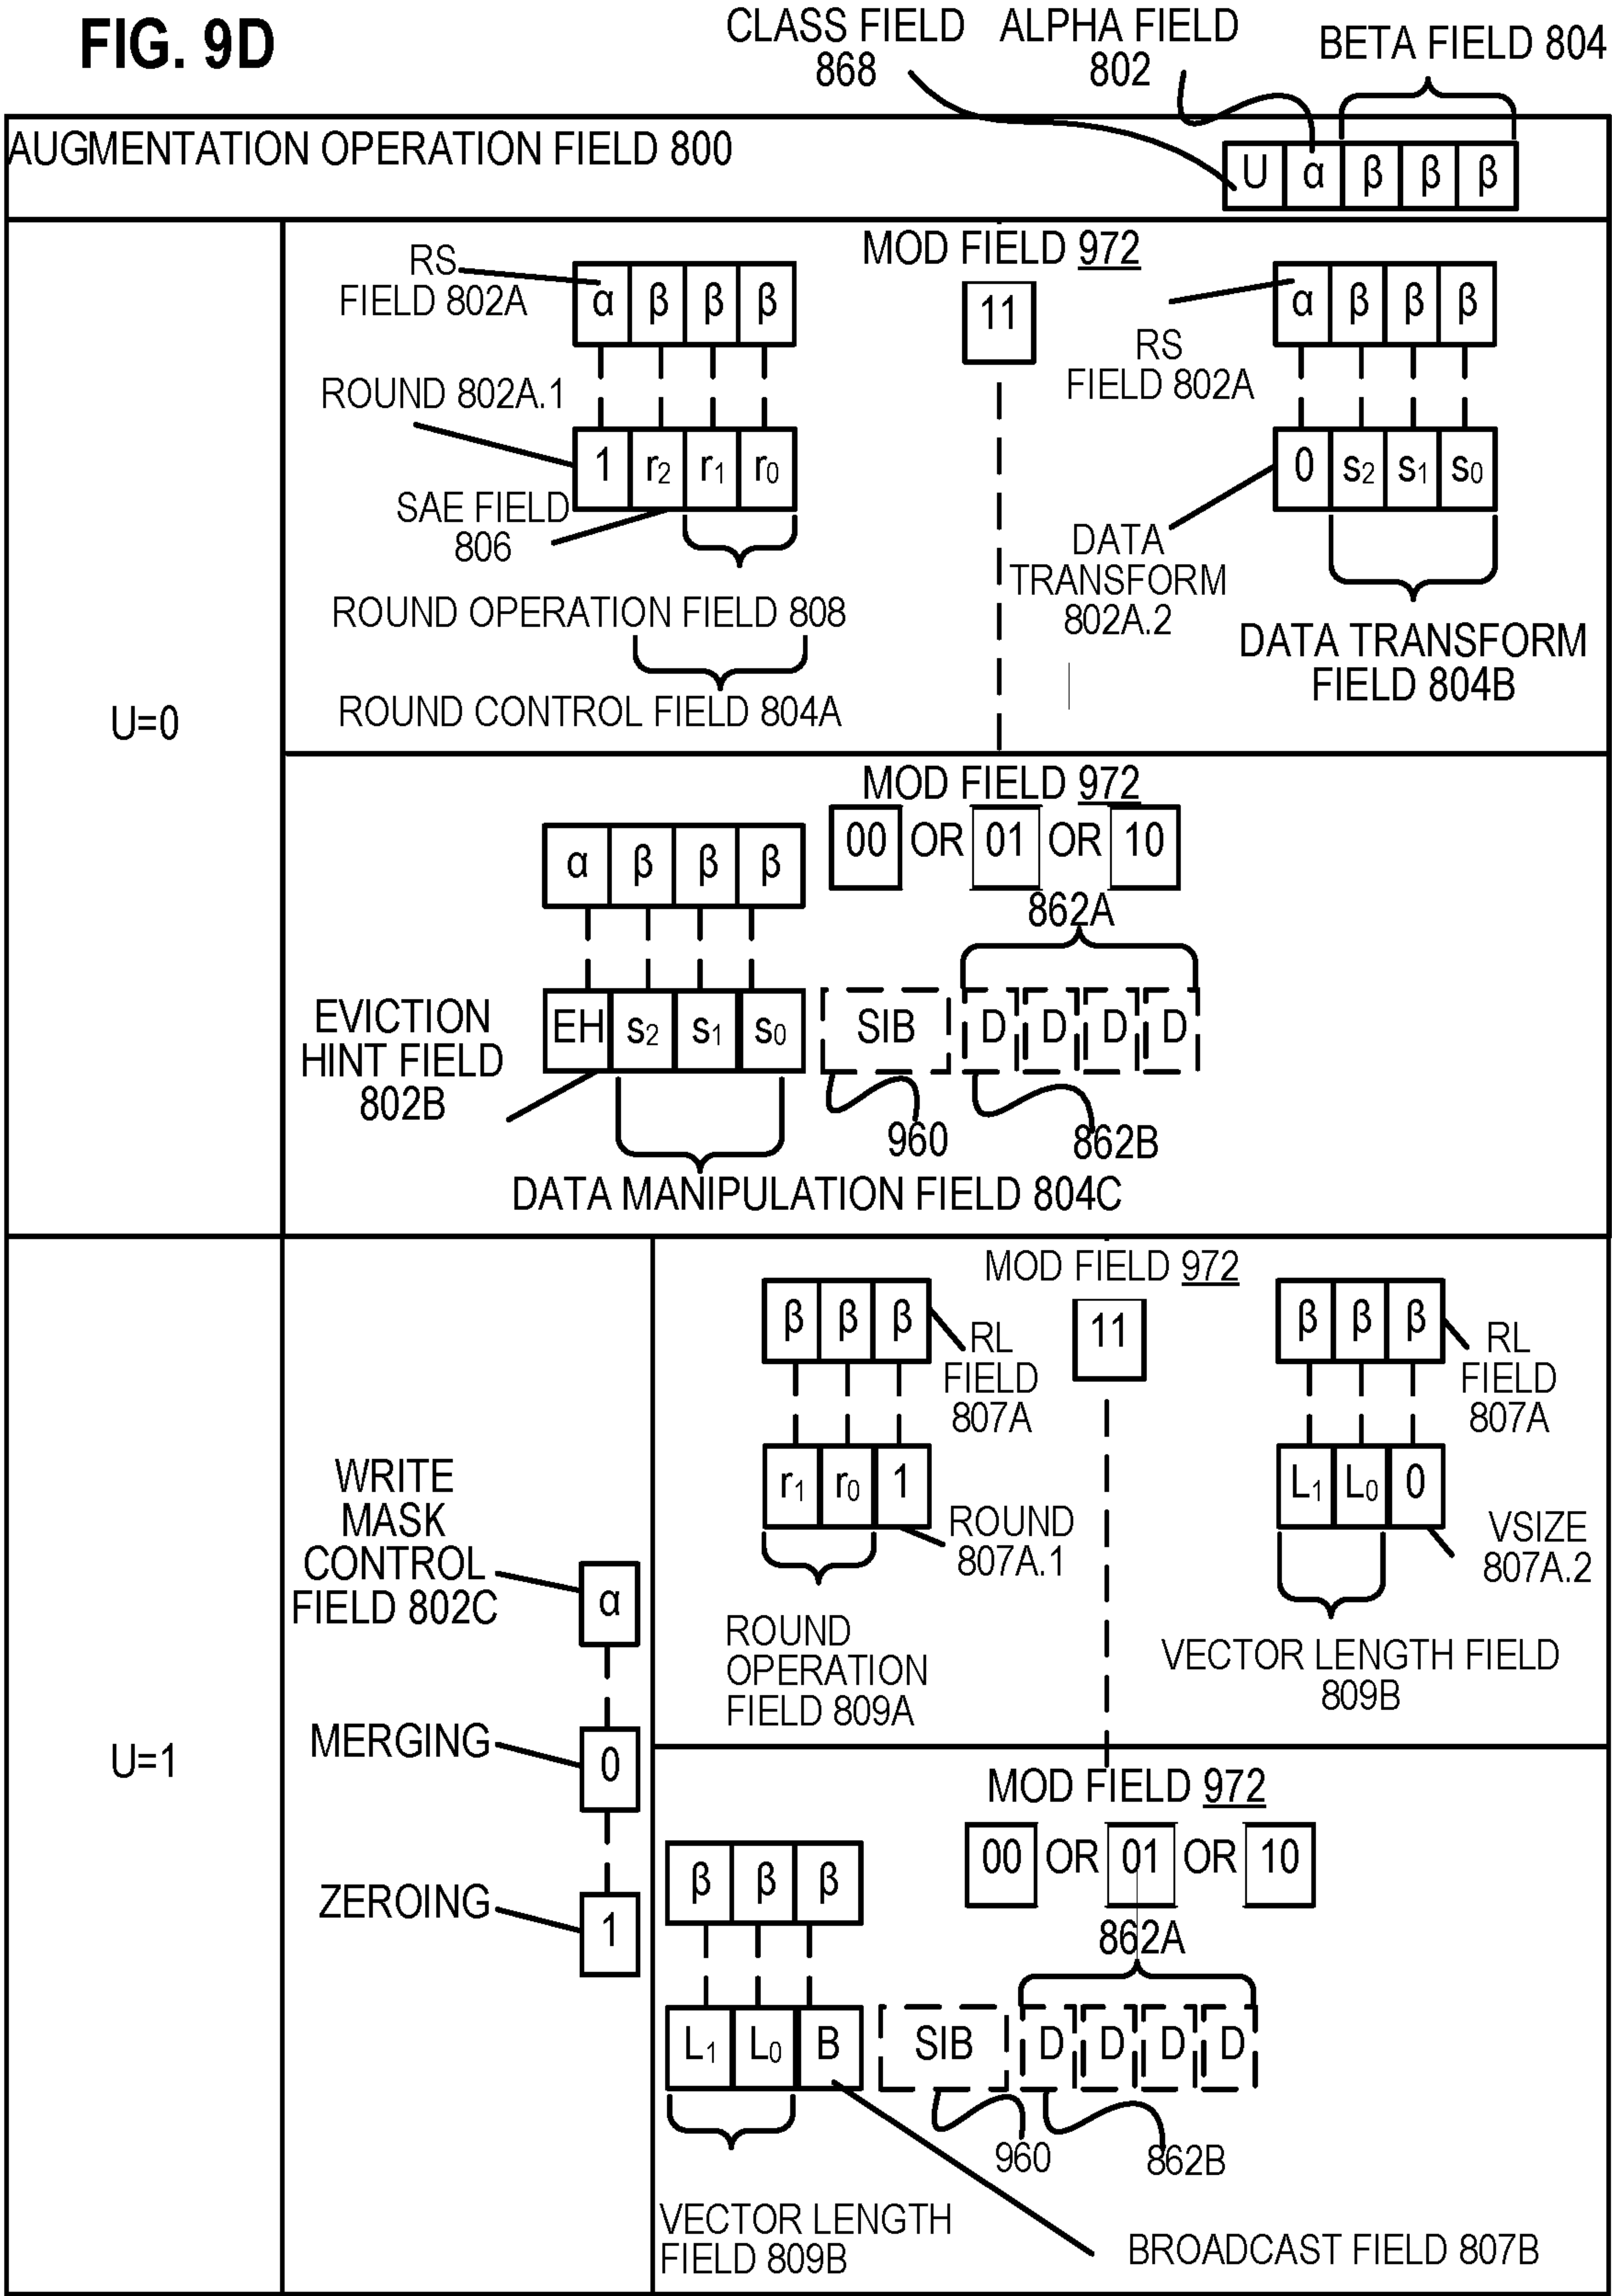 FIG. 9D
CLASS FIELD
868
ALPHA FIELD
802
BETA FIELD 804
AUGMENTATION OPERATION FIELD 800
U α β β β
U=0
MOD FIELD 972
11
RS
FIELD 802A
α β β β
ROUND 802A.1
1 r2 r1 r0
SAE FIELD
806
ROUND OPERATION FIELD 808
ROUND CONTROL FIELD 804A
α β β β
RS
FIELD 802A
0 s2 s1 s0
DATA
TRANSFORM
802A.2
DATA TRANSFORM
FIELD 804B
MOD FIELD 972
00 OR 01 OR 10
α β β β
862A
EVICTION
HINT FIELD
802B
EH s2 s1 s0 SIB D D D D
960
862B
DATA MANIPULATION FIELD 804C
U=1
WRITE
MASK
CONTROL
FIELD 802C
α
MERGING
0
ZEROING
1
MOD FIELD 972
11
β β β
RL
FIELD
807A
r1 r0 1
ROUND
807A.1
ROUND
OPERATION
FIELD 809A
β β β
RL
FIELD
807A
L1 L0 0
VSIZE
807A.2
VECTOR LENGTH FIELD
809B
MOD FIELD 972
00 OR 01 OR 10
β β β
862A
L1 L0 B SIB D D D D
960
862B
VECTOR LENGTH
FIELD 809B
BROADCAST FIELD 807B